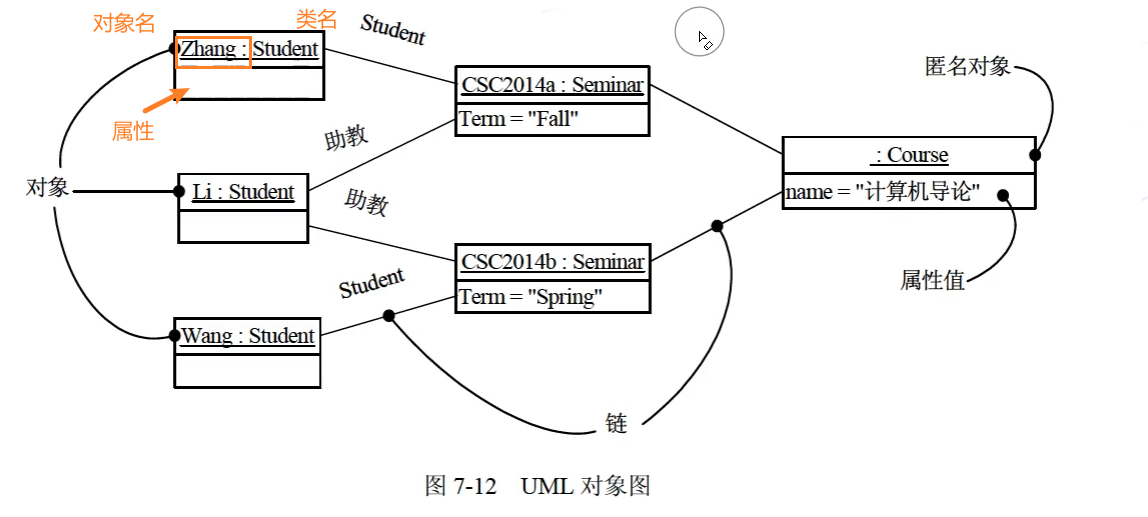 对象名
类名
Student
Zhang : Student
属性
CSC2014a : Seminar
Term = "Fall"
匿名对象
助教
: Course
name = "计算机导论"
对象
Li : Student
助教
CSC2014b : Seminar
Term = "Spring"
属性值
Student
Wang : Student
链
图 7-12 UML 对象图